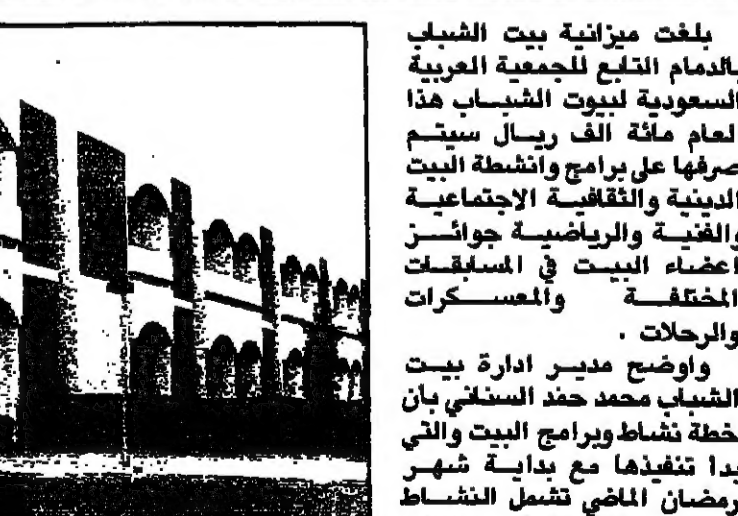 بلغت ميزانية بيت الشباب
بالدمام التابع للجمعية العربية
السعودية لبيوت الشباب هذا
لعام مائة الف ريال سيتم
صرفها على برامج وانشطة البيت
الدينية والثقافية الاجتماعية
والفنية والرياضية جوائز
اعضاء البيت في المسابقات
المختلفة والمعسكرات
والرحلات .
واوضح مدير ادارة بيت
الشباب محمد حمد السناني بان
خطة نشاط وبرامج البيت والتي
بدا تنفيذها مع بداية شهر
رمضان الماضي تشمل النشاط